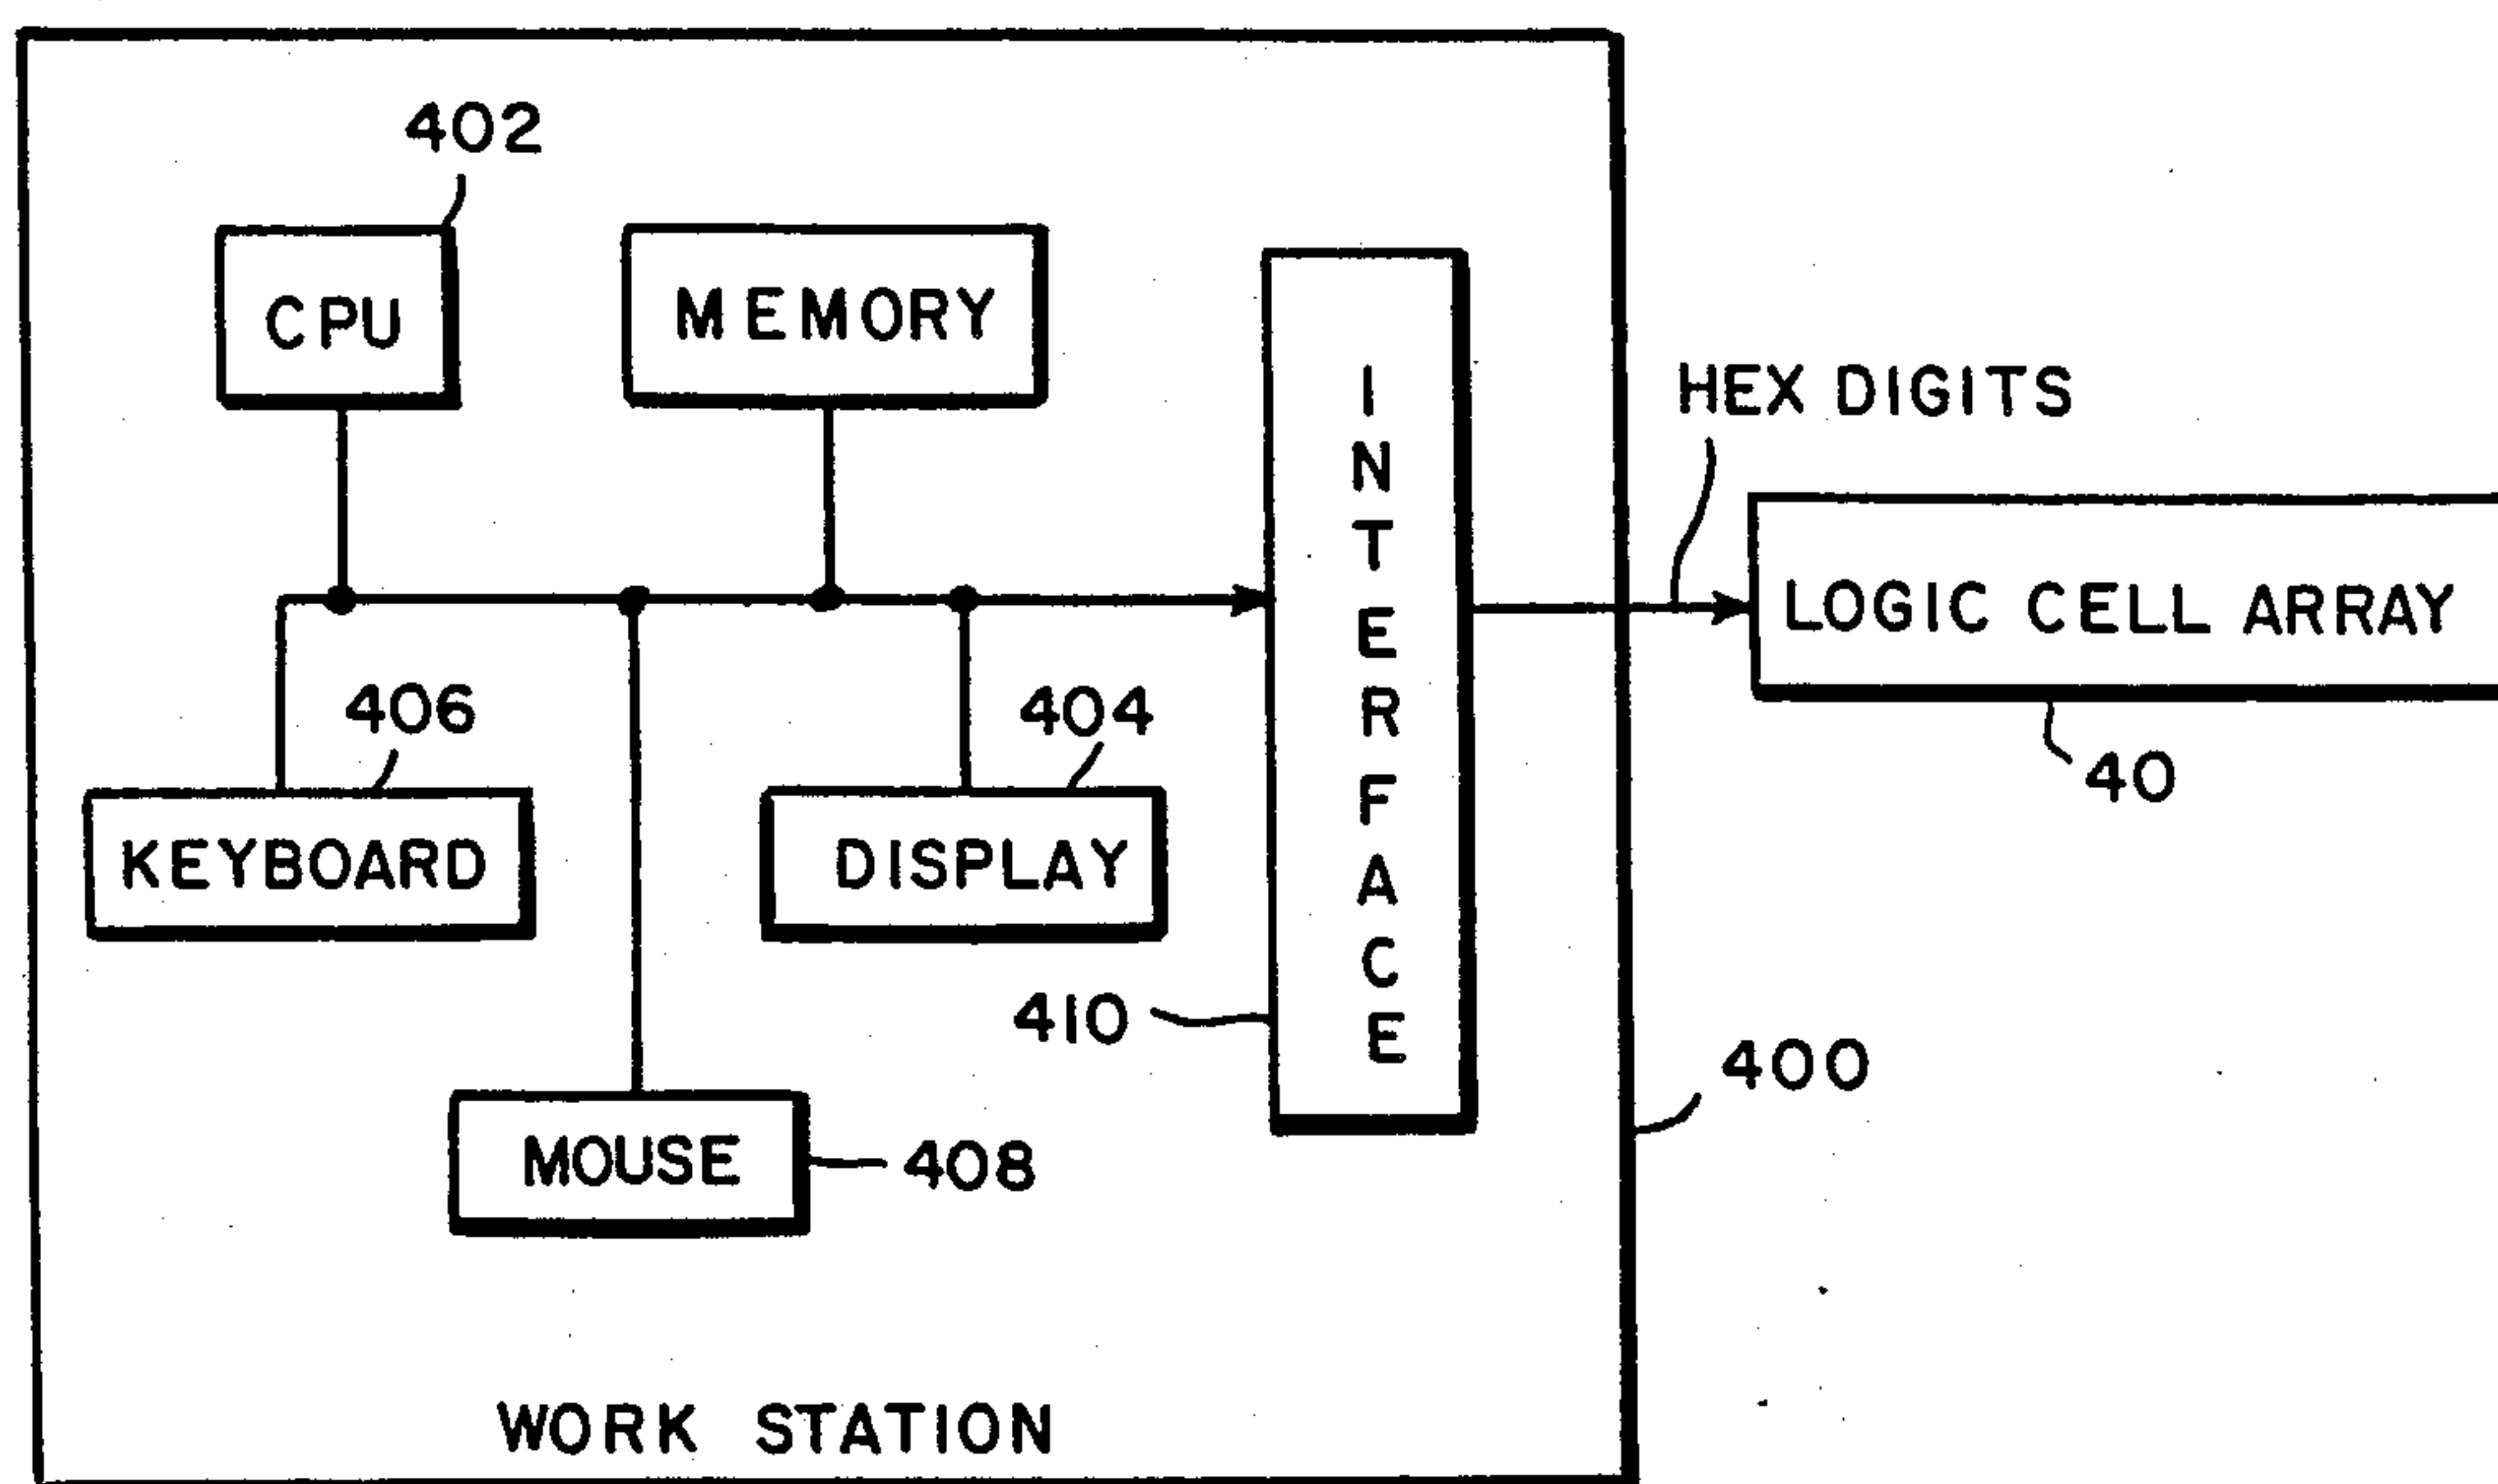 402
CPU
MEMORY
INTERFACE
HEX DIGITS
LOGIC CELL ARRAY
406
404
40
KEYBOARD
DISPLAY
410
400
MOUSE
408
WORK STATION